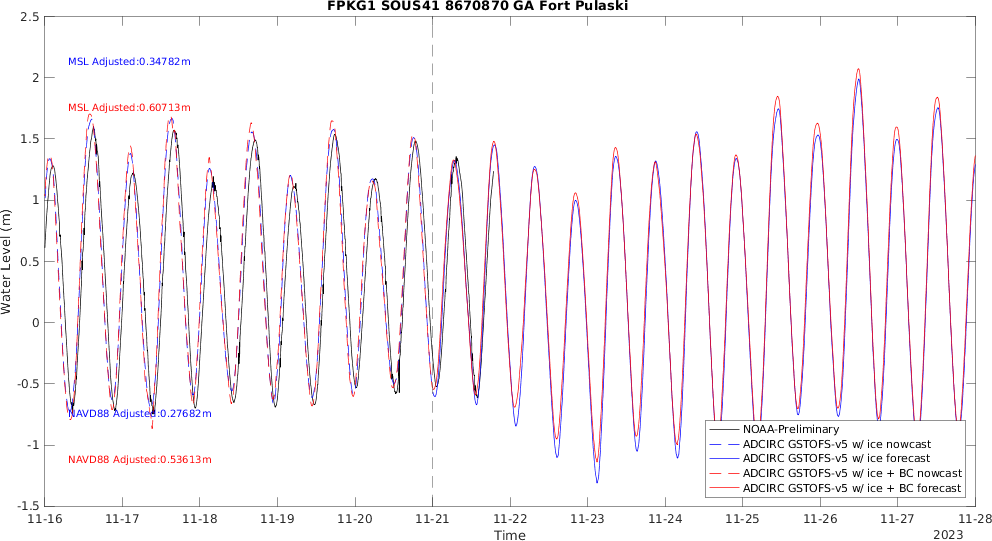 FPKG1 SOUS41 8670870 GA Fort Pulaski
2.5
2
1.5
1
0.5
0
-0.5
-1
-1.5
Water Level (m)
MSL Adjusted:0.34782m
MSL Adjusted:0.60713m
NAVD88 Adjusted:0.27682m
NAVD88 Adjusted:0.53613m
NOAA-Preliminary
ADCIRC GSTOFS-v5 w/ ice nowcast
ADCIRC GSTOFS-v5 w/ ice forecast
ADCIRC GSTOFS-v5 w/ ice + BC nowcast
ADCIRC GSTOFS-v5 w/ ice + BC forecast
11-16 11-17 11-18 11-19 11-20 11-21 11-22 11-23 11-24 11-25 11-26 11-27 11-28
Time
2023